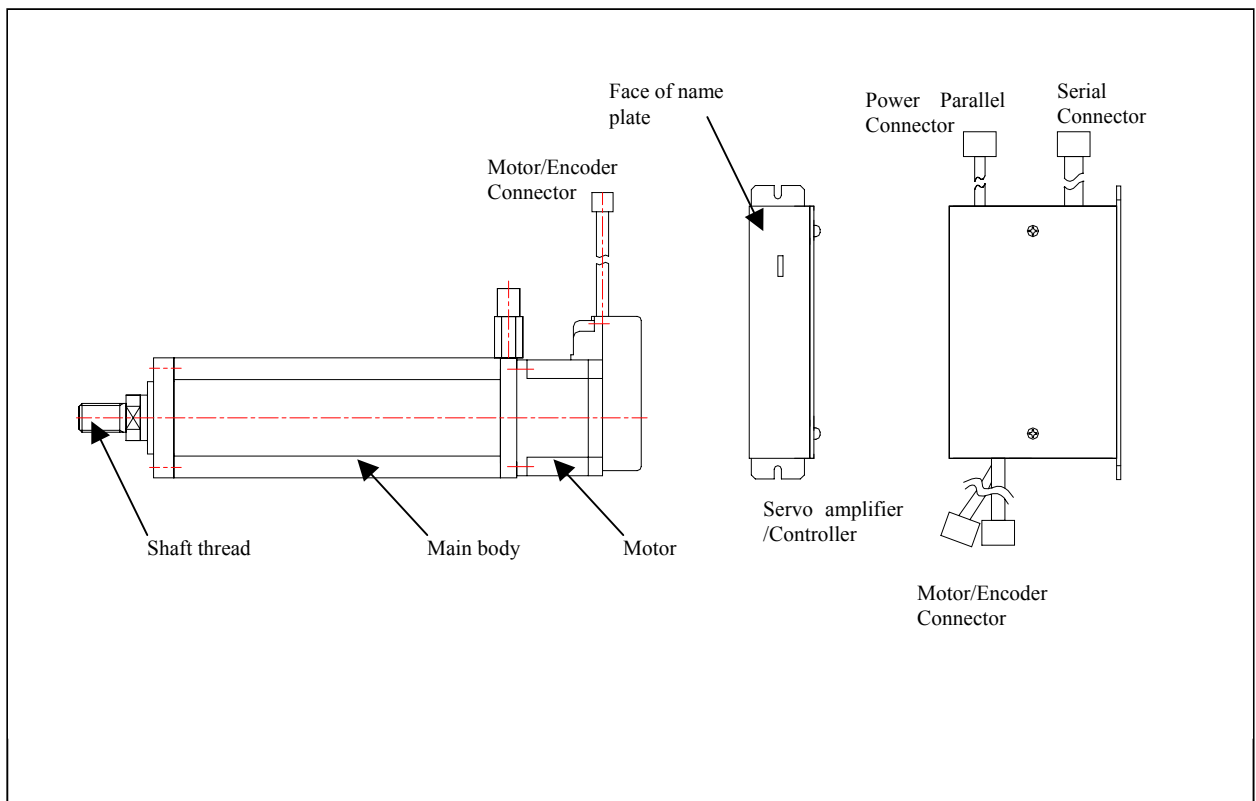 Face of name
plate
Power Parallel
Connector
Serial
Connector
Motor/Encoder
Connector
Shaft thread
Main body
Motor
Servo amplifier
/Controller
Motor/Encoder
Connector